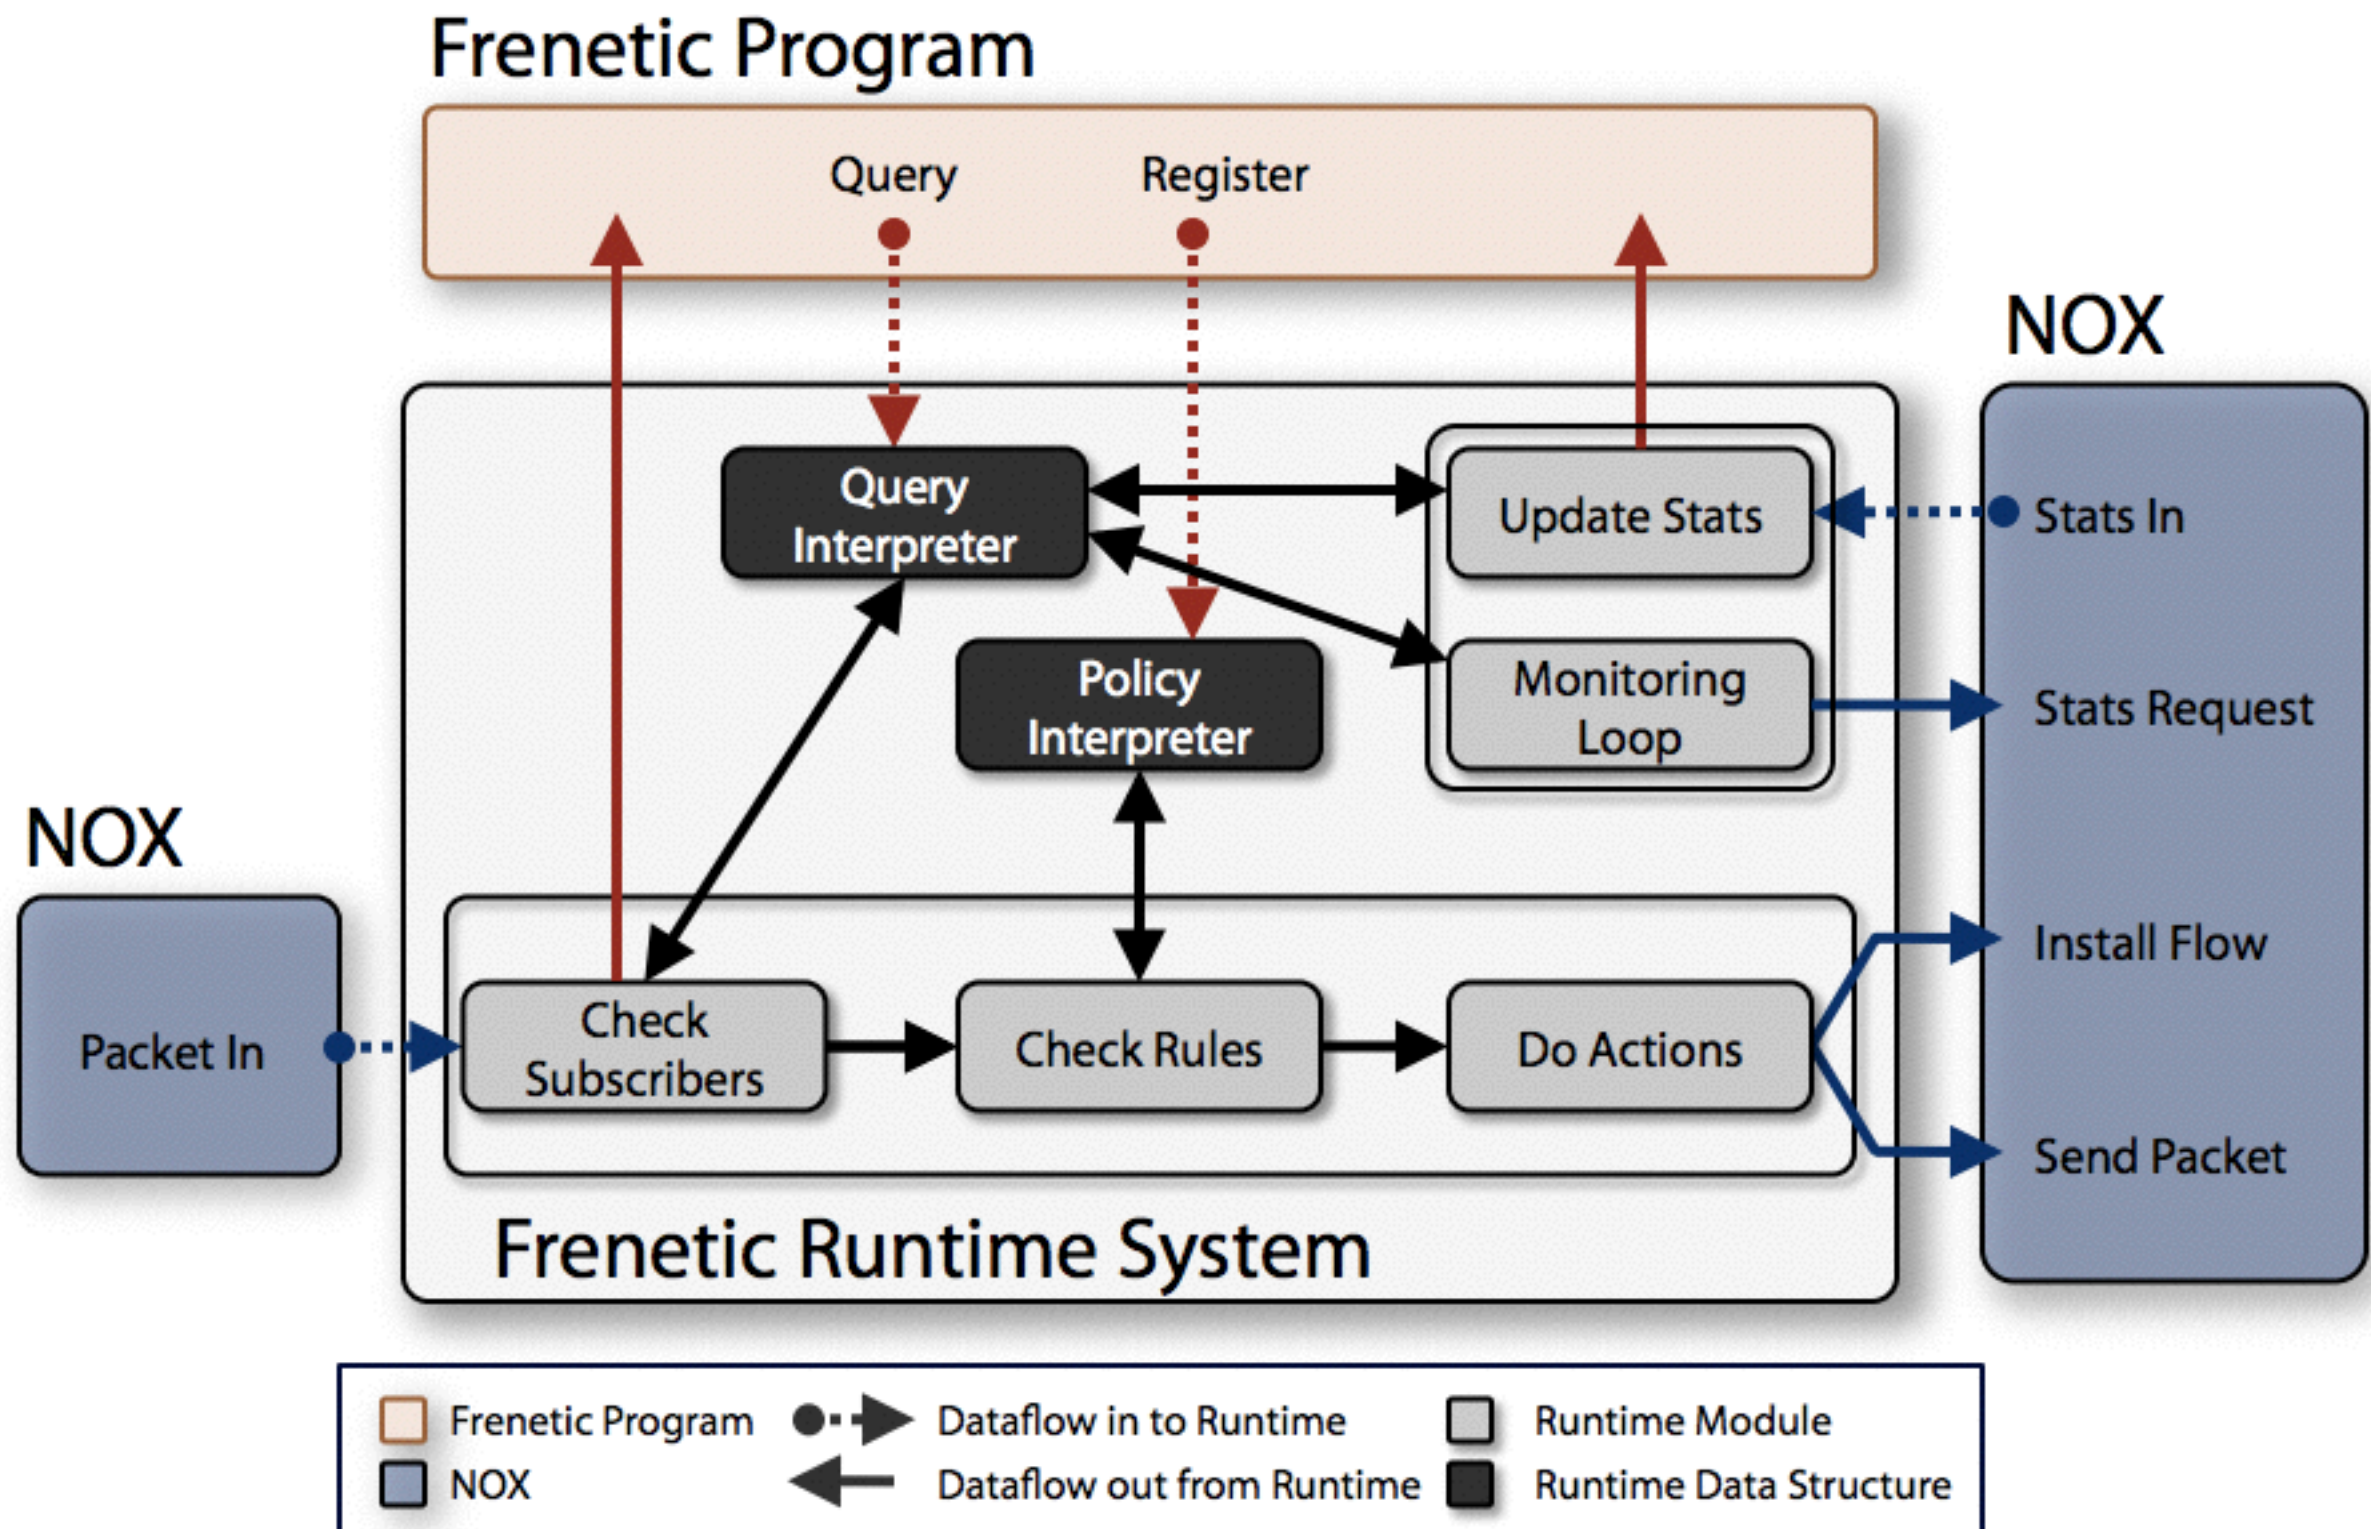 Frenetic Program
Query
Register
NOX
Query
Interpreter
Update Stats
Stats In
Policy
Interpreter
Monitoring
Loop
Stats Request
NOX
Packet In
Check
Subscribers
Check Rules
Do Actions
Install Flow
Send Packet
Frenetic Runtime System
Frenetic Program
Dataflow in to Runtime
Runtime Module
NOX
Dataflow out from Runtime
Runtime Data Structure